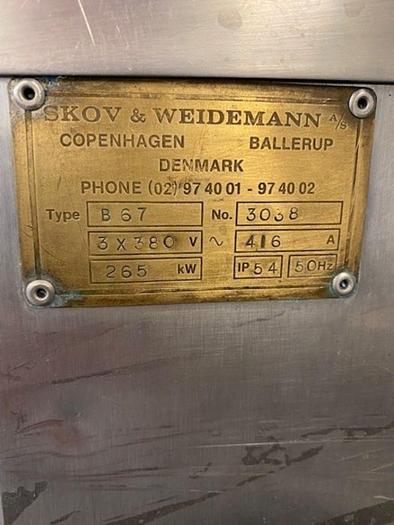 SKOV & WEIDEMANN A/S
COPENHAGEN BALLERUP
DENMARK
PHONE (02) 97 40 01 - 97 40 02
Type B 67 No. 3038
3 X 380 V ~ 416 A
265 kW IP 54 50Hz